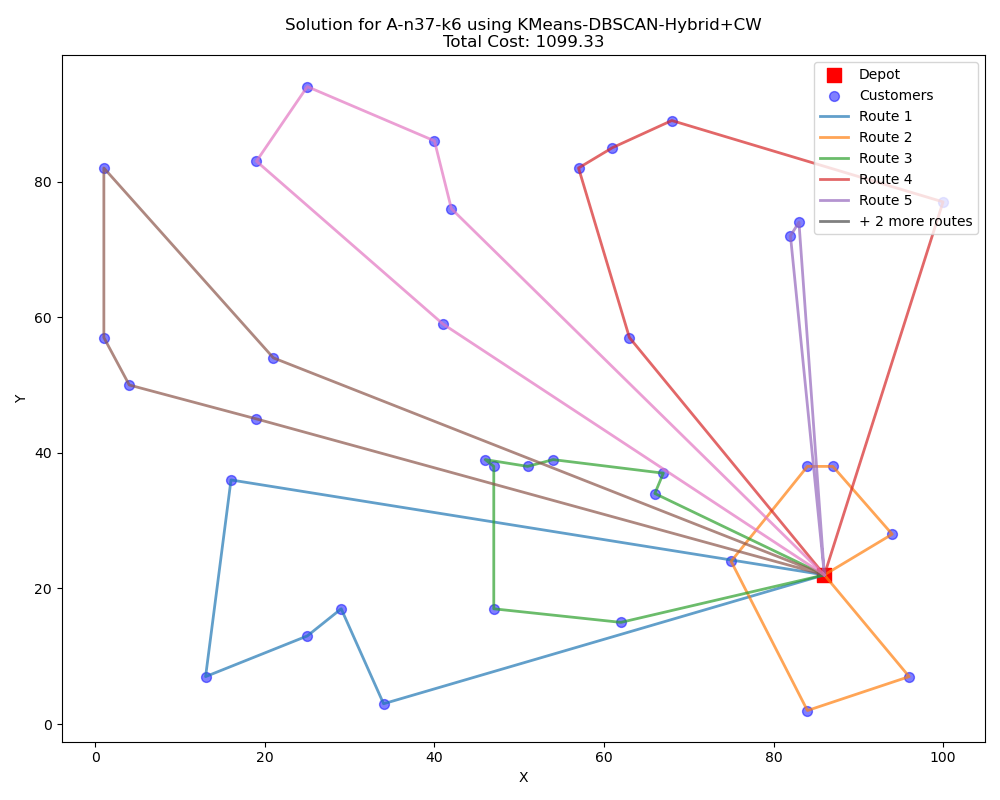 Solution for A-n37-k6 using KMeans-DBSCAN-Hybrid+CW
Total Cost: 1099.33
Depot
Customers
Route 1
Route 2
Route 3
Route 4
Route 5
+ 2 more routes
Y
80
60
40
20
0
0 20 40 60 80 100
X